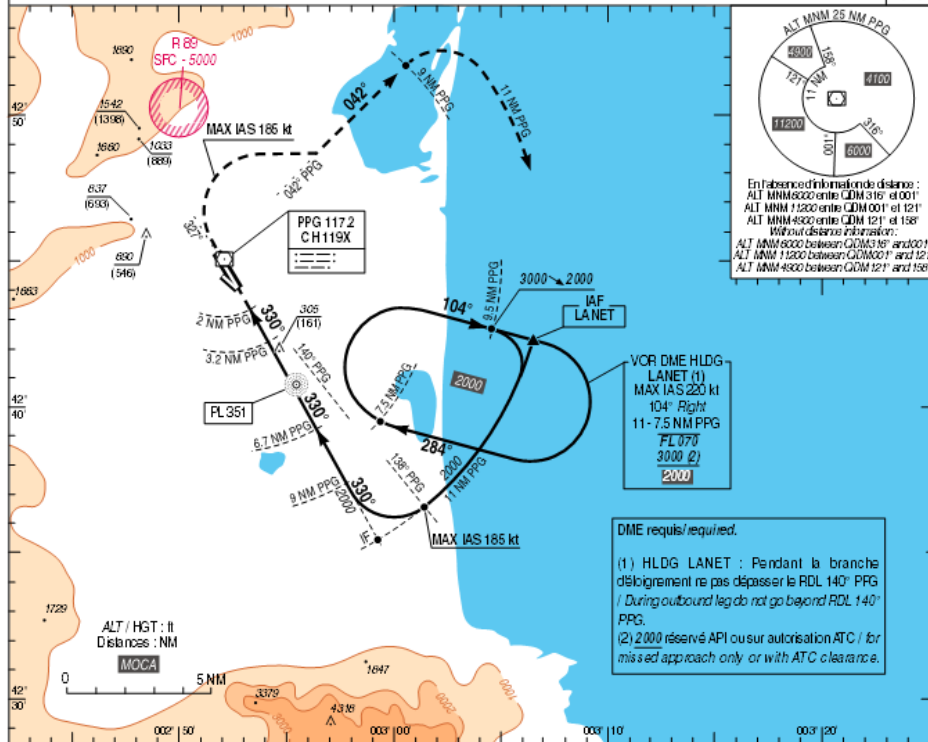 1000
R 89
SFC - 5000
1890
1542
(1398)
1033
(889)
1660
837
(693)
690
(546)
1000
1663
42°
50'
MAX IAS 185 kt
042°
042° PPG
9 NM PPG
11 NM PPG
327°
PPG 117.2
CH 119X
ALT MNM 25 NM PPG
4900
158°
121°
11 NM
4100
11200
316°
001°
6000
En l'absence d'information de distance :
ALT MNM 6000 entre QDM 316° et 001°
ALT MNM 11200 entre QDM 001° et 121°
ALT MNM 4900 entre QDM 121° et 158°
Without distance information :
ALT MNM 6000 between QDM 316° and 001°
ALT MNM 11200 between QDM 001° and 121°
ALT MNM 4900 between QDM 121° and 158°
3000 2000
9.5 NM PPG
104°
IAF
LANET
2 NM PPG
330°
305
(161)
3.2 NM PPG
140° PPG
PL 351
330°
7.5 NM PPG
2000
284°
VOR DME HLDG
LANET (1)
MAX IAS 220 kt
104° Right
11 - 7.5 NM PPG
FL 070
3000 (2)
2000
42°
40'
6.7 NM PPG
138° PPG
2000
11 NM PPG
9 NM PPG
2000
330°
IF
MAX IAS 185 kt
DME requis/required.
(1) HLDG LANET : Pendant la branche
d'éloignement ne pas dépasser le RDL 140° PPG
/ During outbound leg do not go beyond RDL 140°
PPG.
(2) 2000 réservé API ou sur autorisation ATC / for
missed approach only or with ATC clearance.
1729
ALT / HGT : ft
Distances : NM
MOCA
0 5 NM
42°
30'
1847
3379
4318
1000
2000
3000
002° 50'
003° 00'
003° 10'
003° 20'